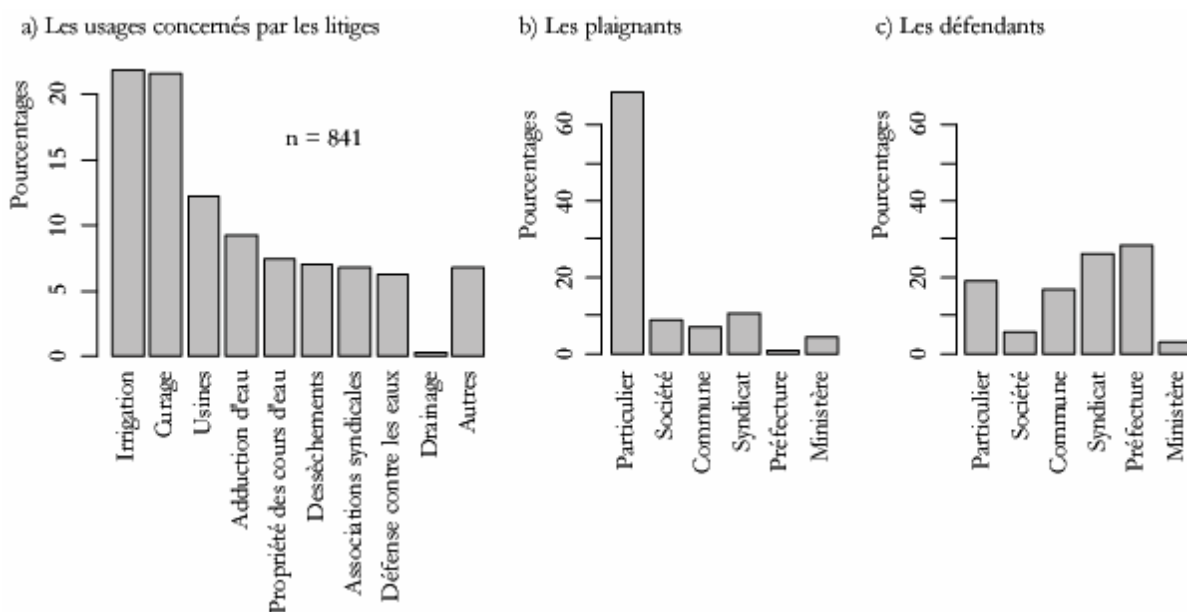 a) Les usages concernés par les litiges
Pourcentages
20
15
10
5
0
n = 841
Irrigation
Curage
Usines
Adduction d'eau
Propriété des cours d'eau
Dessèchements
Associations syndicales
Défense contre les eaux
Drainage
Autres
b) Les plaignants
Pourcentages
60
40
20
0
Particulier
Société
Commune
Syndicat
Préfecture
Ministère
c) Les défendants
Pourcentages
60
40
20
0
Particulier
Société
Commune
Syndicat
Préfecture
Ministère